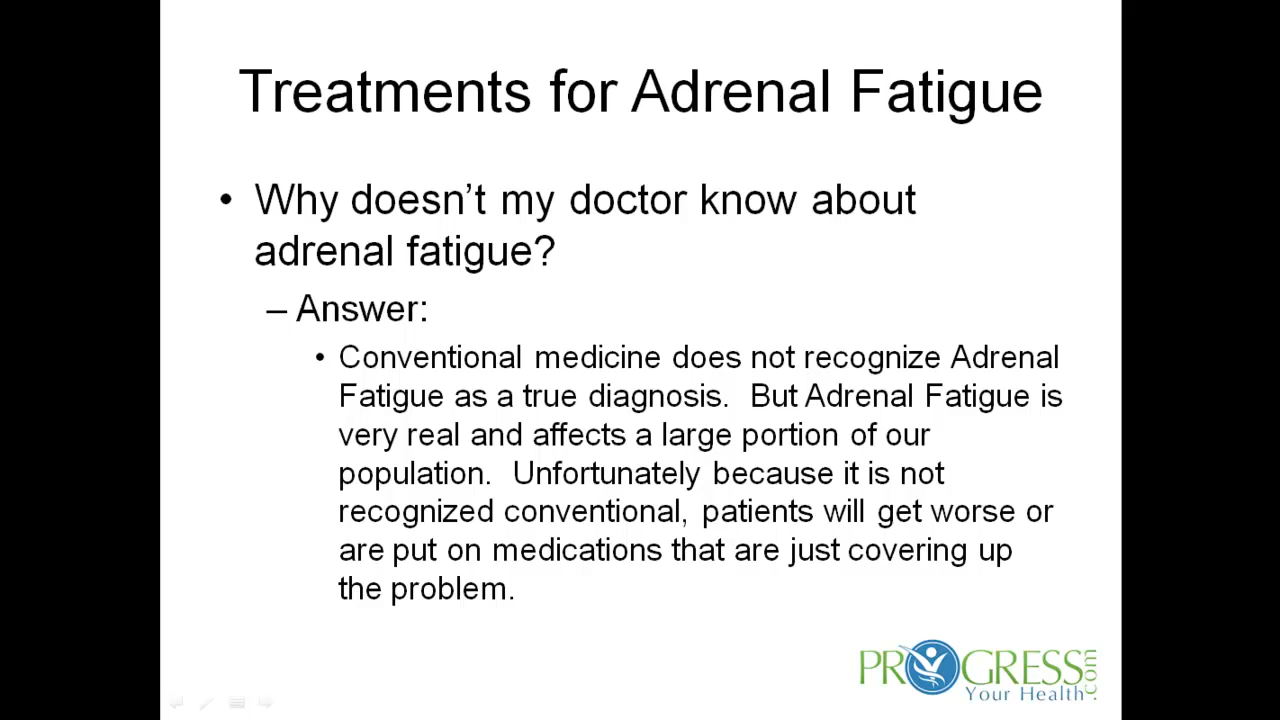 Treatments for Adrenal Fatigue
• Why doesn't my doctor know about
adrenal fatigue?
– Answer:
• Conventional medicine does not recognize Adrenal
Fatigue as a true diagnosis.  But Adrenal Fatigue is
very real and affects a large portion of our
population.  Unfortunately because it is not
recognized conventional, patients will get worse or
are put on medications that are just covering up
the problem.
PROGRESS.com
Your Health